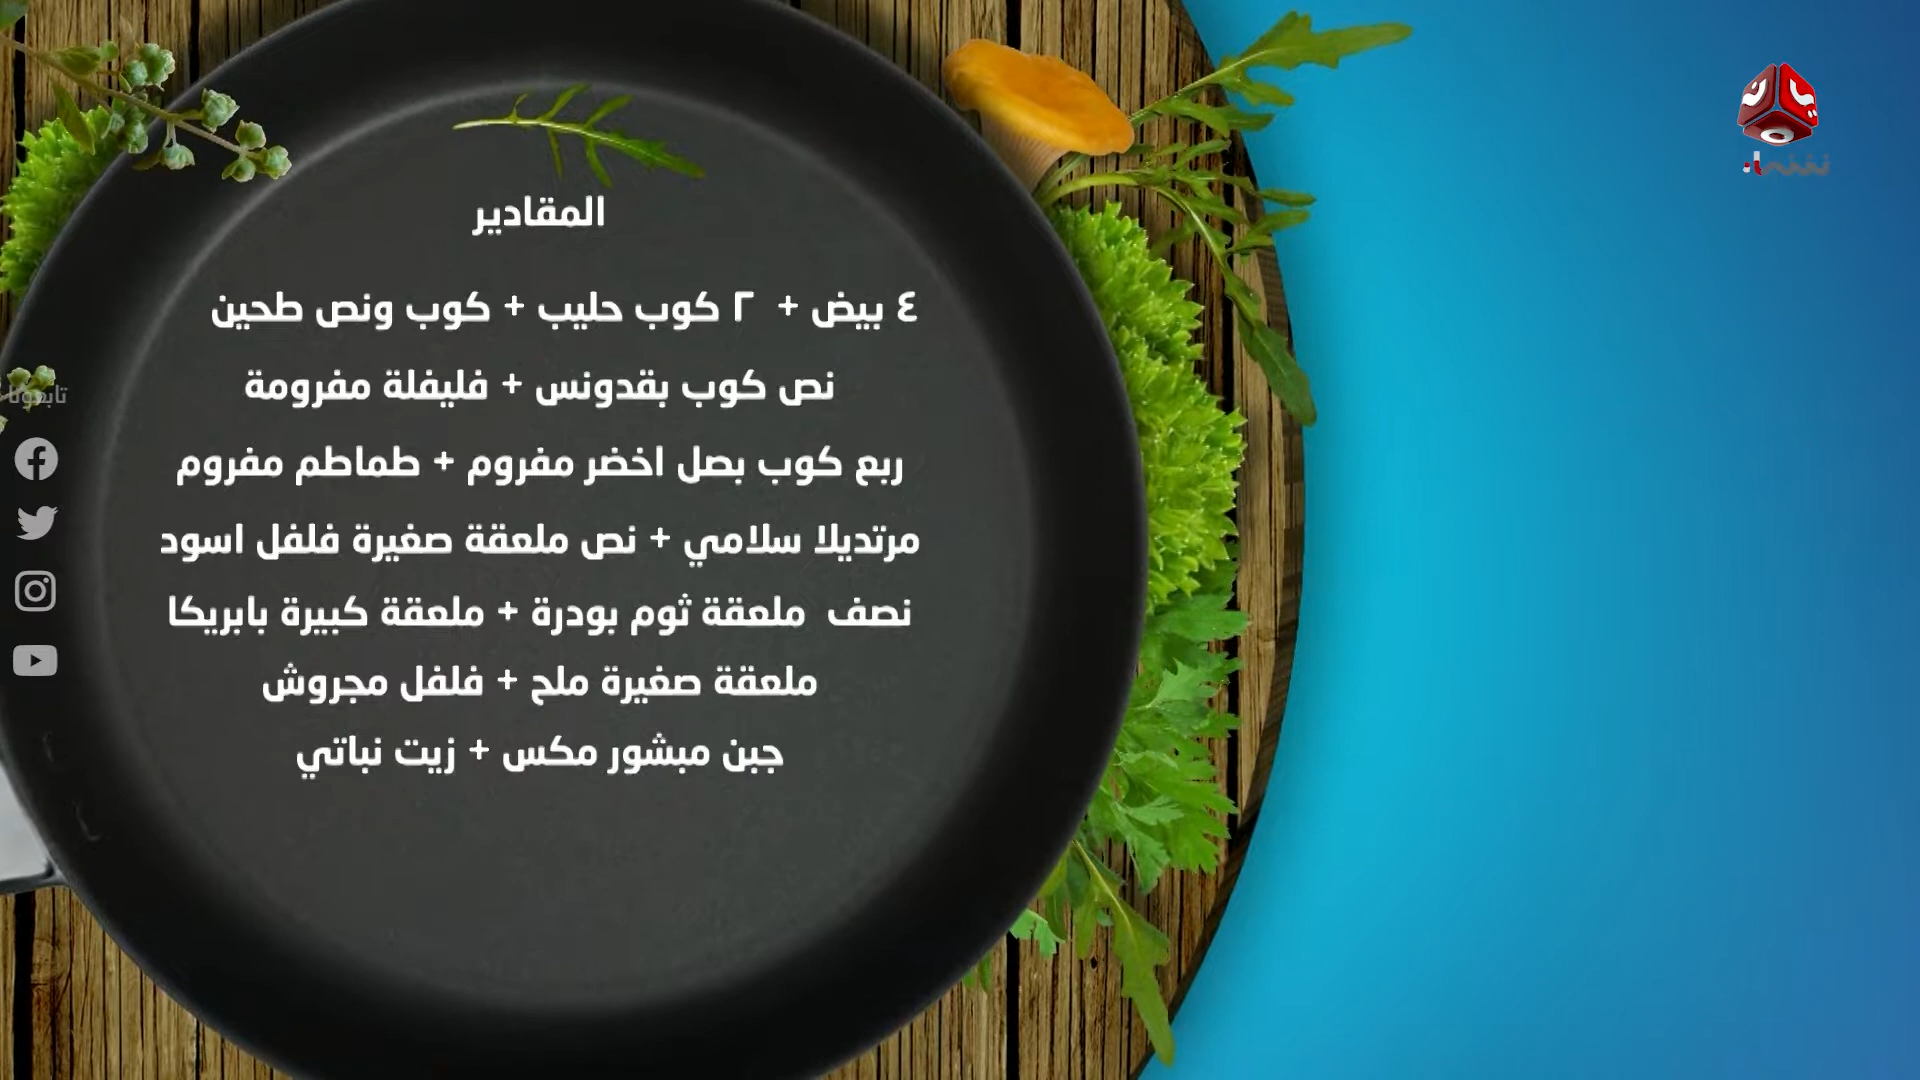 المقادير
٤ بيض + ٢ كوب حليب + كوب ونص طحين
نص كوب بقدونس + فليفلة مفرومة
ربع كوب بصل اخضر مفروم + طماطم مفروم
مرتديلا سلامي + نص ملعقة صغيرة فلفل اسود
نصف ملعقة ثوم بودرة + ملعقة كبيرة بابريكا
ملعقة صغيرة ملح + فلفل مجروش
جبن مبشور مكس + زيت نباتي
تابعونا